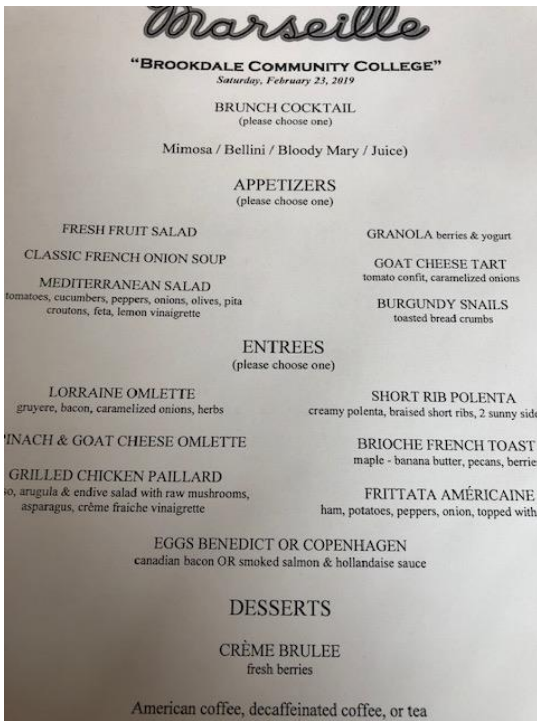 Marseille
"BROOKDALE COMMUNITY COLLEGE"
Saturday, February 23, 2019
BRUNCH COCKTAIL
(please choose one)
Mimosa / Bellini / Bloody Mary / Juice)
APPETIZERS
(please choose one)
FRESH FRUIT SALAD
CLASSIC FRENCH ONION SOUP
MEDITERRANEAN SALAD
tomatoes, cucumbers, peppers, onions, olives, pita
croutons, feta, lemon vinaigrette
GRANOLA berries & yogurt
GOAT CHEESE TART
tomato confit, caramelized onions
BURGUNDY SNAILS
toasted bread crumbs
ENTREES
(please choose one)
LORRAINE OMLETTE
gruyere, bacon, caramelized onions, herbs
PINACH & GOAT CHEESE OMLETTE
GRILLED CHICKEN PAILLARD
so, arugula & endive salad with raw mushrooms,
asparagus, crême fraiche vinaigrette
SHORT RIB POLENTA
creamy polenta, braised short ribs, 2 sunny side
BRIOCHE FRENCH TOAST
maple - banana butter, pecans, berrie
FRITTATA AMÉRICAINE
ham, potatoes, peppers, onion, topped with
EGGS BENEDICT OR COPENHAGEN
canadian bacon OR smoked salmon & hollandaise sauce
DESSERTS
CRÈME BRULEE
fresh berries
American coffee, decaffeinated coffee, or tea